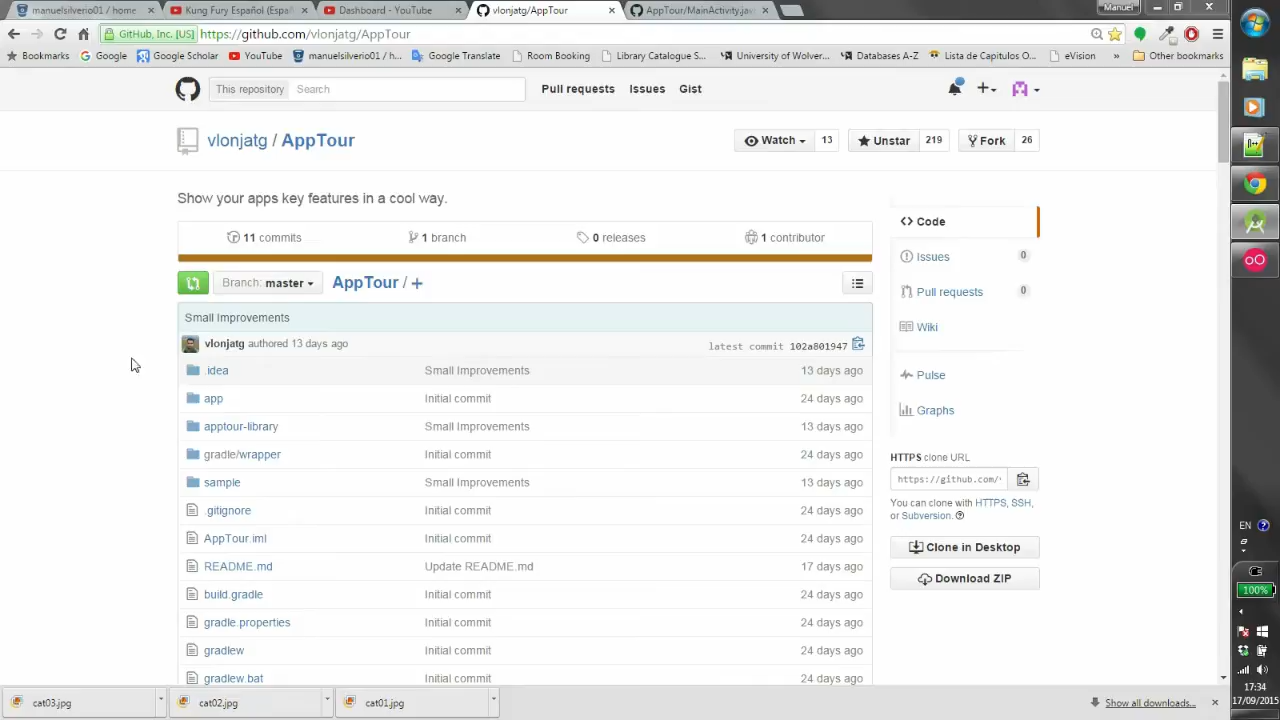 manuelsilverio01 / home
Kung Fury Español (Espa
Dashboard - YouTube
vlonjatg/AppTour
AppTour/MainActivity.java
Manuel
GitHub, Inc. [US]
https://github.com/vlonjatg/AppTour
Bookmarks
Google
Google Scholar
YouTube
manuelsilverio01 / ho...
Google Translate
Room Booking
Library Catalogue S...
University of Wolver...
Databases A-Z
Lista de Capitulos O...
eVision
»
Other bookmarks
This repository
Search
Pull requests
Issues
Gist
vlonjatg / AppTour
Watch
13
Unstar
219
Fork
26
Show your apps key features in a cool way.
11 commits
1 branch
0 releases
1 contributor
Branch: master
AppTour / +
Small Improvements
vlonjatg authored 13 days ago
latest commit 102a801947
.idea
Small Improvements
13 days ago
app
Initial commit
24 days ago
apptour-library
Small Improvements
13 days ago
gradle/wrapper
Initial commit
24 days ago
sample
Small Improvements
13 days ago
.gitignore
Initial commit
24 days ago
AppTour.iml
Initial commit
24 days ago
README.md
Update README.md
17 days ago
build.gradle
Initial commit
24 days ago
gradle.properties
Initial commit
24 days ago
gradlew
Initial commit
24 days ago
gradlew.bat
Initial commit
24 days ago
Code
Issues
0
Pull requests
0
Wiki
Pulse
Graphs
HTTPS clone URL
https://github.com/
You can clone with HTTPS, SSH,
or Subversion.
Clone in Desktop
Download ZIP
cat03.jpg
cat02.jpg
cat01.jpg
Show all downloads...
EN
100%
17:34
17/09/2015